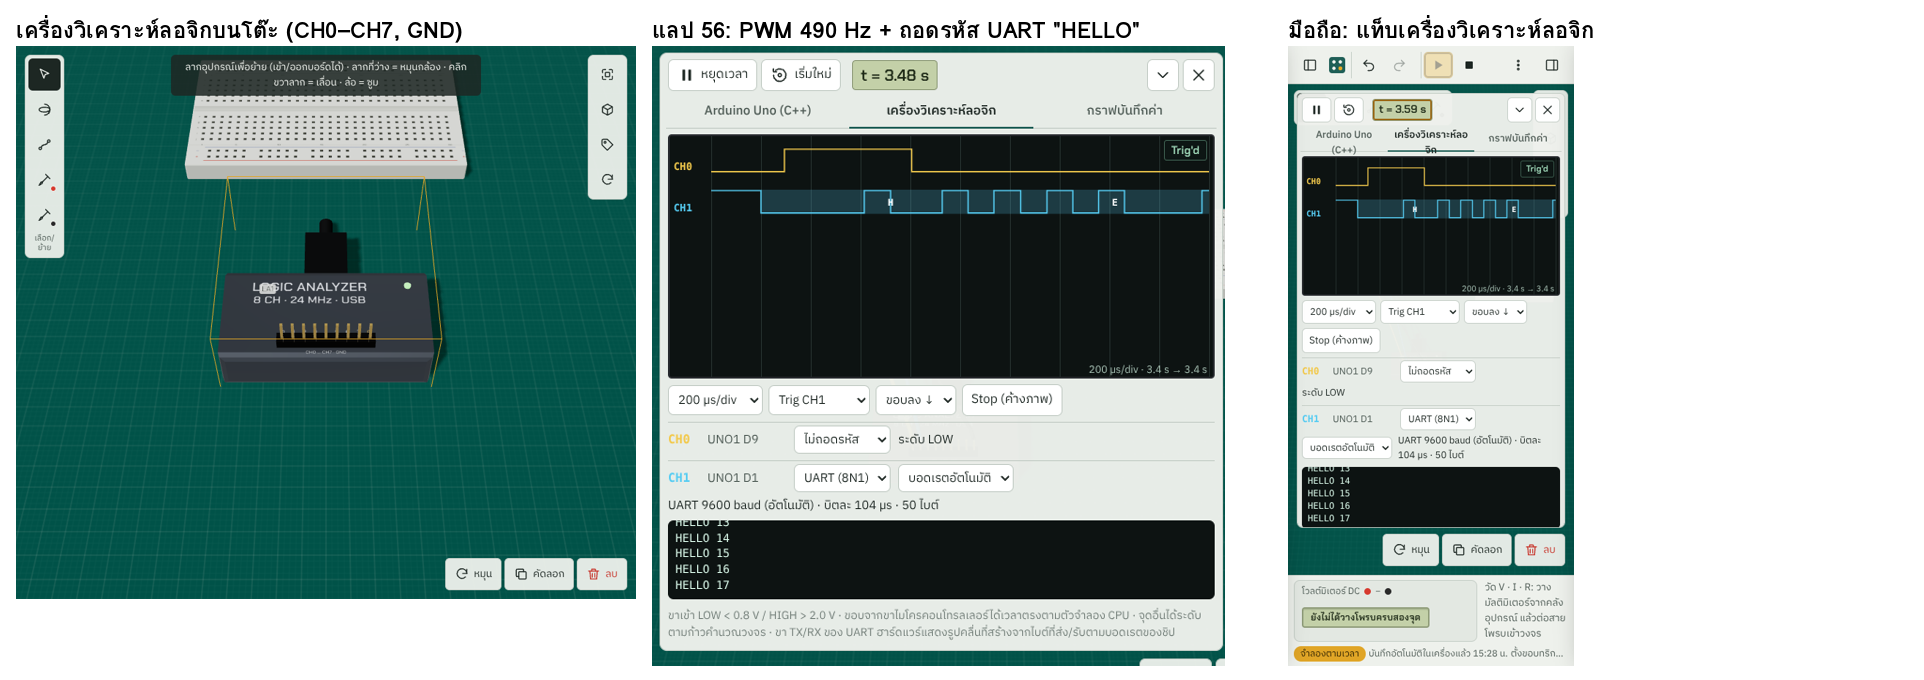 เครื่องวิเคราะห์ลอจิกบนโต๊ะ (CH0–CH7, GND)
ลากอุปกรณ์เพื่อย้าย (เข้า/ออกบอร์ดได้) · ลากที่ว่าง = หมุนกล้อง · คลิก
ขวาลาก = เลื่อน · ล้อ = ซูม
เลือก/
ย้าย
LOGIC ANALYZER
8 CH · 24 MHz · USB
CH0...CH7, GND
หมุน
คัดลอก
ลบ
แลป 56: PWM 490 Hz + ถอดรหัส UART "HELLO"
หยุดเวลา
เริ่มใหม่
t = 3.48 s
Arduino Uno (C++)
เครื่องวิเคราะห์ลอจิก
กราฟบันทึกค่า
Trig'd
CH0
CH1
H
E
200 µs/div · 3.4 s → 3.4 s
200 µs/div
Trig CH1
ขอบลง ↓
Stop (ค้างภาพ)
CH0 UNO1 D9 ไม่ถอดรหัส ระดับ LOW
CH1 UNO1 D1 UART (8N1) บอดเรตอัตโนมัติ
UART 9600 baud (อัตโนมัติ) · บิตละ 104 µs · 50 ไบต์
HELLO 13
HELLO 14
HELLO 15
HELLO 16
HELLO 17
ขาเข้า LOW < 0.8 V / HIGH > 2.0 V · ขอบจากขาไมโครคอนโทรลเลอร์ได้เวลาตรงตามตัวจำลอง CPU · จุดอื่นได้ระดับ
ตามก้าวคำนวณวงจร · ขา TX/RX ของ UART ฮาร์ดแวร์แสดงรูปคลื่นที่สร้างจากไบต์ที่ส่ง/รับตามบอดเรตของชิป
มือถือ: แท็บเครื่องวิเคราะห์ลอจิก
t = 3.59 s
Arduino Uno
(C++)
เครื่องวิเคราะห์ลอ
จิก
กราฟบันทึกค่า
Trig'd
CH0
CH1
H
E
200 µs/div · 3.4 s → 3.4 s
200 µs/div
Trig CH1
ขอบลง ↓
Stop (ค้างภาพ)
CH0 UNO1 D9 ไม่ถอดรหัส
ระดับ LOW
CH1 UNO1 D1 UART (8N1)
บอดเรตอัตโนมัติ
UART 9600 baud (อัตโนมัติ) · บิตละ
104 µs · 50 ไบต์
HELLO 13
HELLO 14
HELLO 15
HELLO 16
HELLO 17
หมุน
คัดลอก
ลบ
โวลต์มิเตอร์ DC
–
ยังไม่ได้วางโพรบครบสองจุด
วัด V · I · R: วาง
มัลติมิเตอร์จากคลัง
อุปกรณ์ แล้วต่อสาย
โพรบเข้าวงจร
จำลองตามเวลา
บันทึกอัตโนมัติในเครื่องแล้ว 15:28 น. ตั้งขอบทริก...